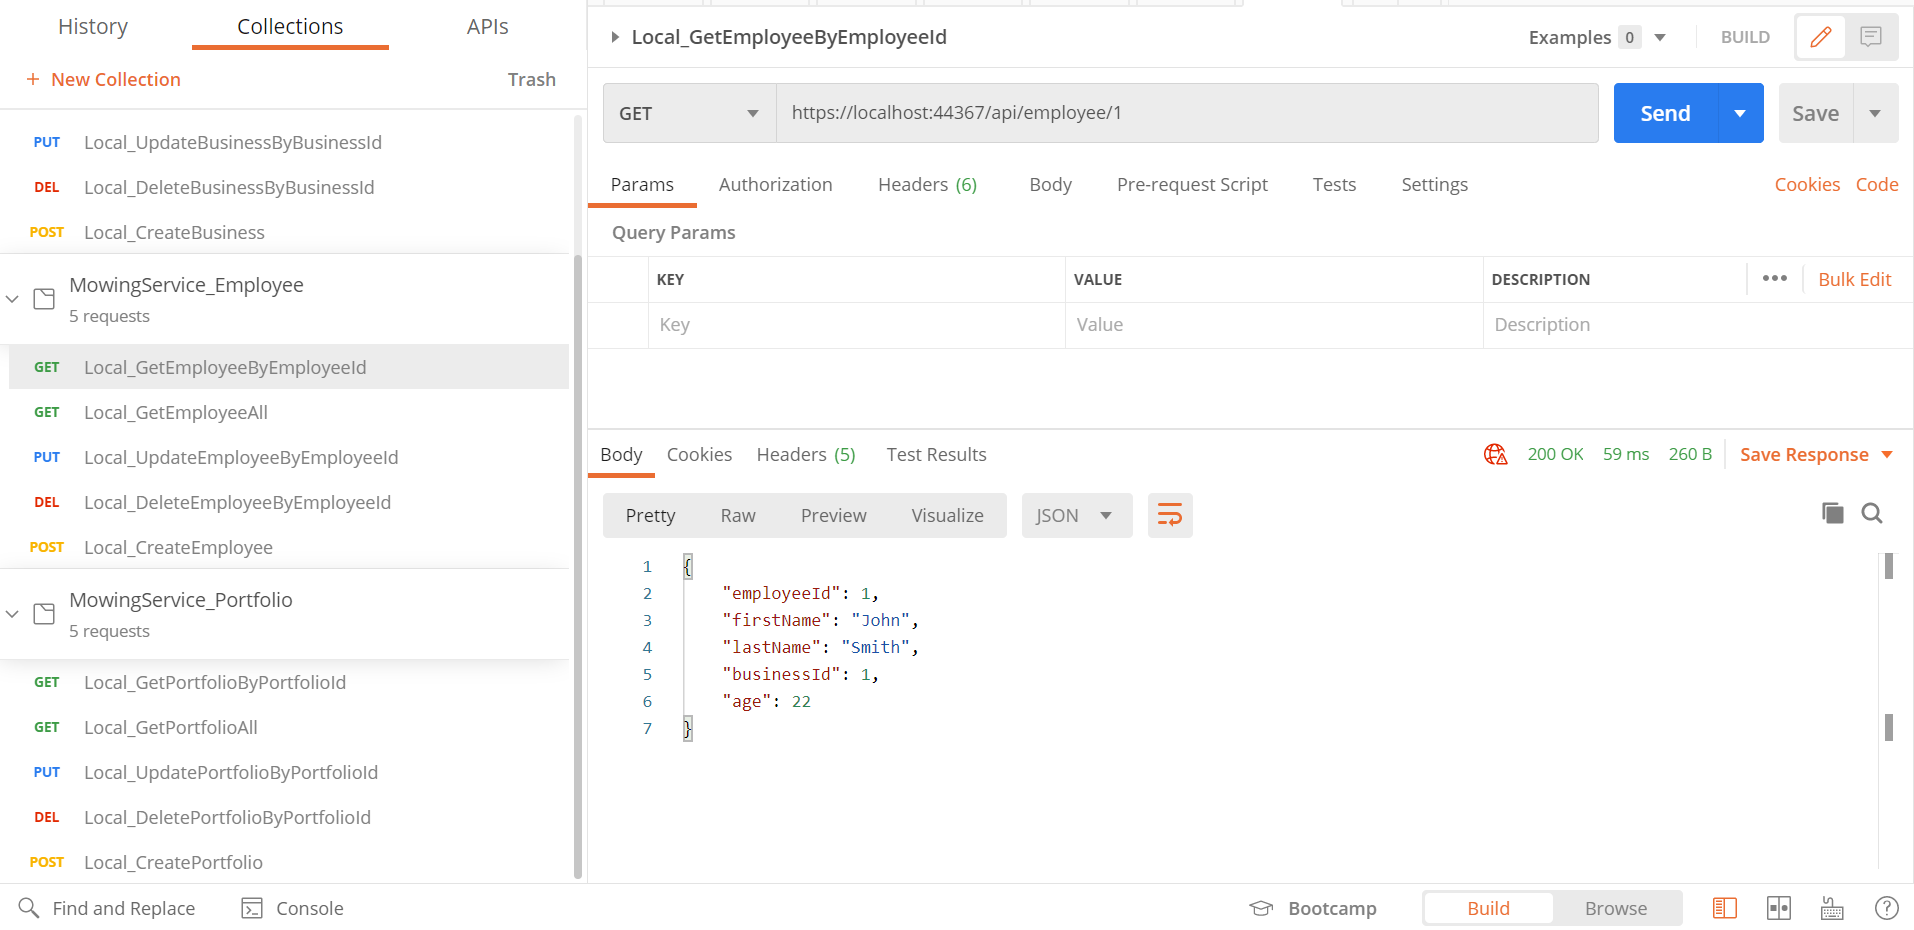 History Collections APIs
+ New Collection Trash
PUT Local_UpdateBusinessByBusinessId
DEL Local_DeleteBusinessByBusinessId
POST Local_CreateBusiness
MowingService_Employee
5 requests
GET Local_GetEmployeeByEmployeeId
GET Local_GetEmployeeAll
PUT Local_UpdateEmployeeByEmployeeId
DEL Local_DeleteEmployeeByEmployeeId
POST Local_CreateEmployee
MowingService_Portfolio
5 requests
GET Local_GetPortfolioByPortfolioId
GET Local_GetPortfolioAll
PUT Local_UpdatePortfolioByPortfolioId
DEL Local_DeletePortfolioByPortfolioId
POST Local_CreatePortfolio
Local_GetEmployeeByEmployeeId Examples 0 BUILD
GET https://localhost:44367/api/employee/1 Send Save
Params Authorization Headers (6) Body Pre-request Script Tests Settings Cookies Code
Query Params
KEY VALUE DESCRIPTION ••• Bulk Edit
Key Value Description
Body Cookies Headers (5) Test Results 200 OK 59 ms 260 B Save Response
Pretty Raw Preview Visualize JSON
1 {
2 "employeeId": 1,
3 "firstName": "John",
4 "lastName": "Smith",
5 "businessId": 1,
6 "age": 22
7 }
Find and Replace Console Bootcamp Build Browse